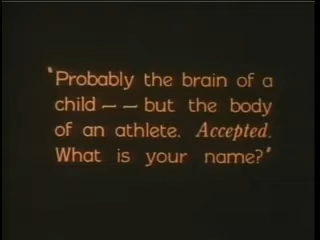 "Probably the brain of a
child — — but the body
of an athlete. Accepted.
What is your name?"